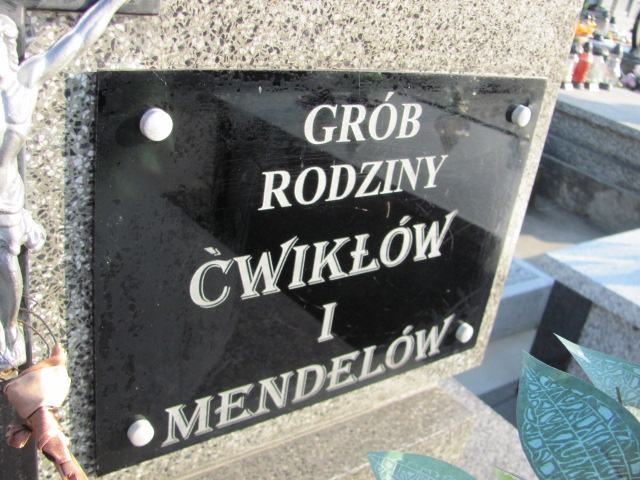 GRÓB
RODZINY
ĆWIKŁÓW
I
MENDELÓW